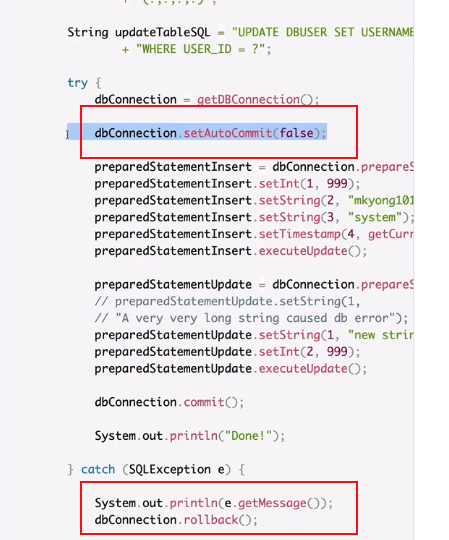 + "(?,?,?,?)";
String updateTableSQL = "UPDATE DBUSER SET USERNAME
+ "WHERE USER_ID = ?";
try {
dbConnection = getDBConnection();
dbConnection.setAutoCommit(false);
preparedStatementInsert = dbConnection.prepareS
preparedStatementInsert.setInt(1, 999);
preparedStatementInsert.setString(2, "mkyong101
preparedStatementInsert.setString(3, "system");
preparedStatementInsert.setTimestamp(4, getCurr
preparedStatementInsert.executeUpdate();
preparedStatementUpdate = dbConnection.prepareS
// preparedStatementUpdate.setString(1,
// "A very very long string caused db error");
preparedStatementUpdate.setString(1, "new strin
preparedStatementUpdate.setInt(2, 999);
preparedStatementUpdate.executeUpdate();
dbConnection.commit();
System.out.println("Done!");
} catch (SQLException e) {
System.out.println(e.getMessage());
dbConnection.rollback();